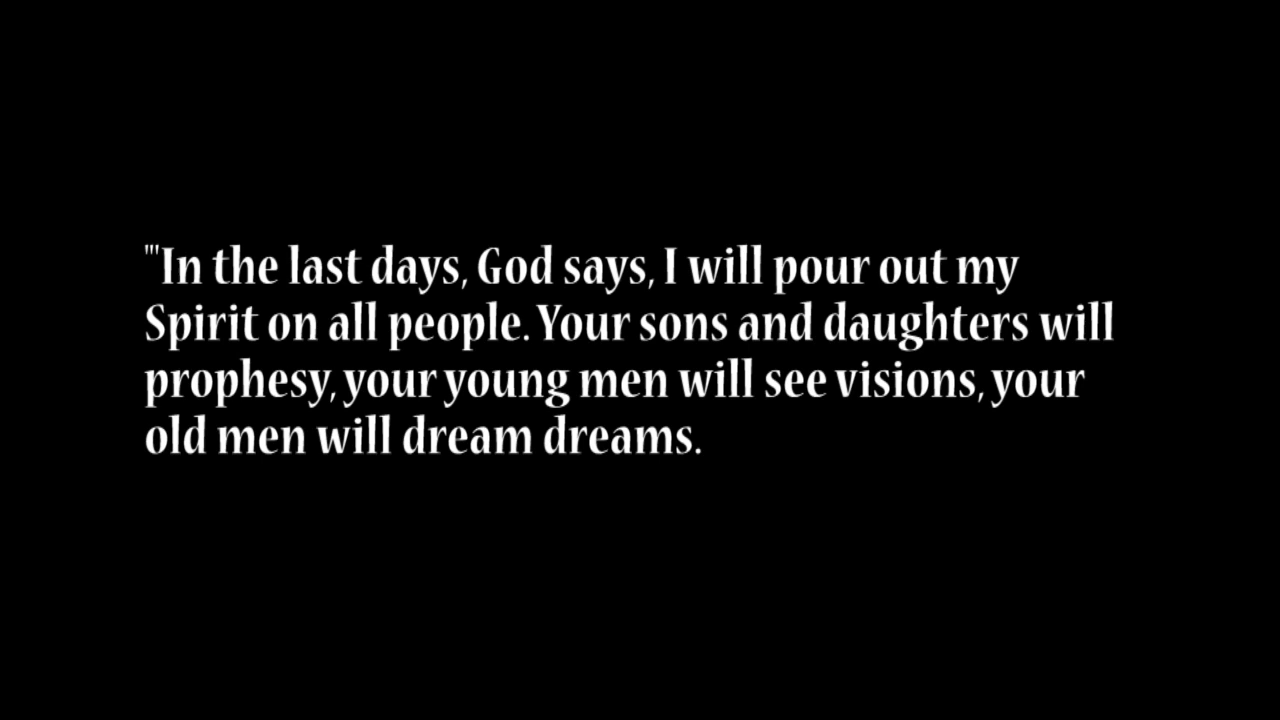 "'In the last days, God says, I will pour out my
Spirit on all people. Your sons and daughters will
prophesy, your young men will see visions, your
old men will dream dreams.